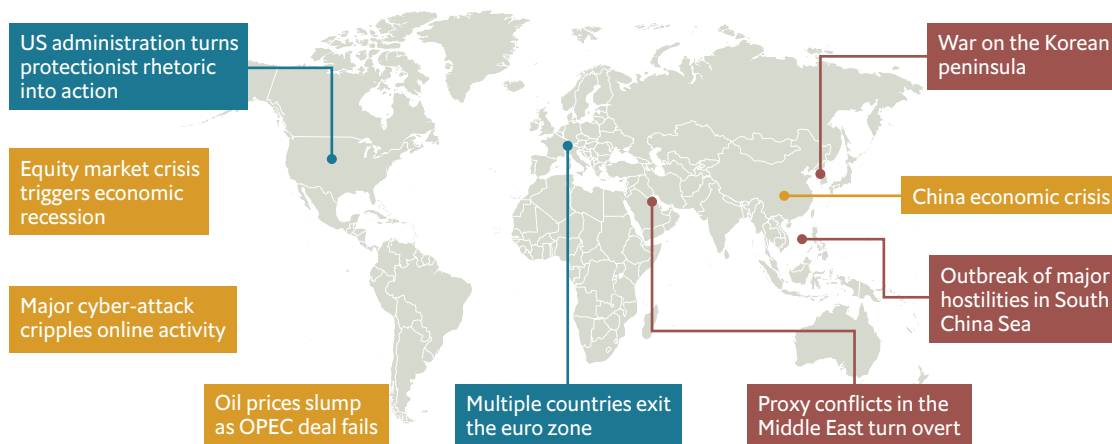 US administration turns
protectionist rhetoric
into action
War on the Korean
peninsula
Equity market crisis
triggers economic
recession
China economic crisis
Major cyber-attack
cripples online activity
Outbreak of major
hostilities in South
China Sea
Oil prices slump
as OPEC deal fails
Multiple countries exit
the euro zone
Proxy conflicts in the
Middle East turn overt